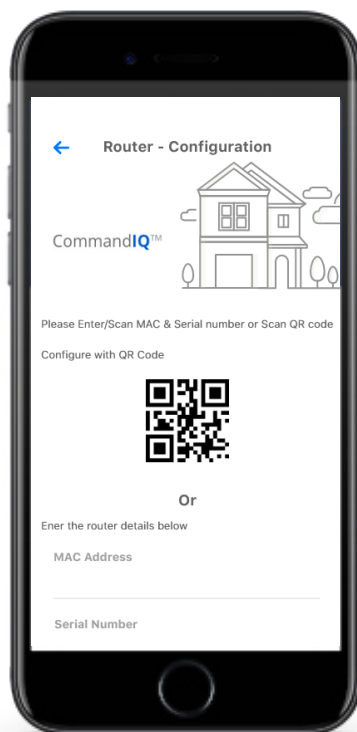 Router - Configuration
CommandIQ™
Please Enter/Scan MAC & Serial number or Scan QR code
Configure with QR Code
Or
Ener the router details below
MAC Address
Serial Number